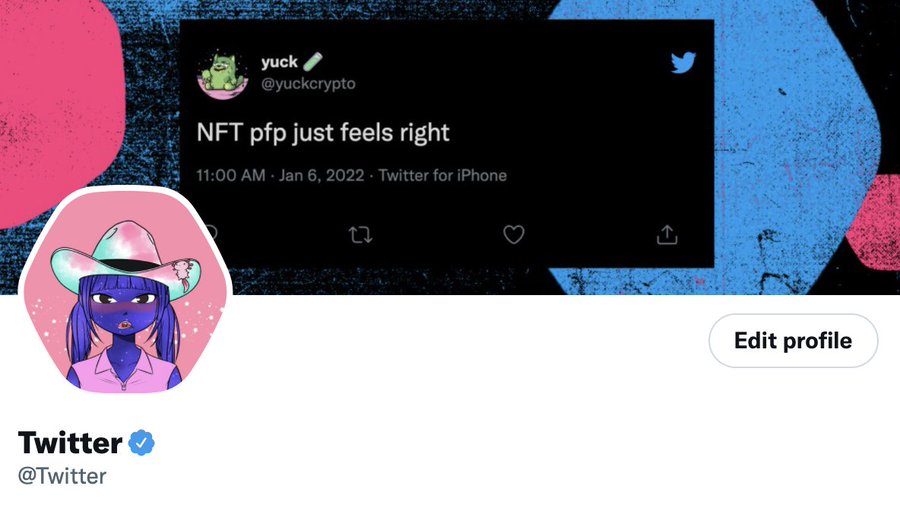 yuck 🧪
@yuckcrypto
NFT pfp just feels right
11:00 AM · Jan 6, 2022 · Twitter for iPhone
Edit profile
Twitter
@Twitter